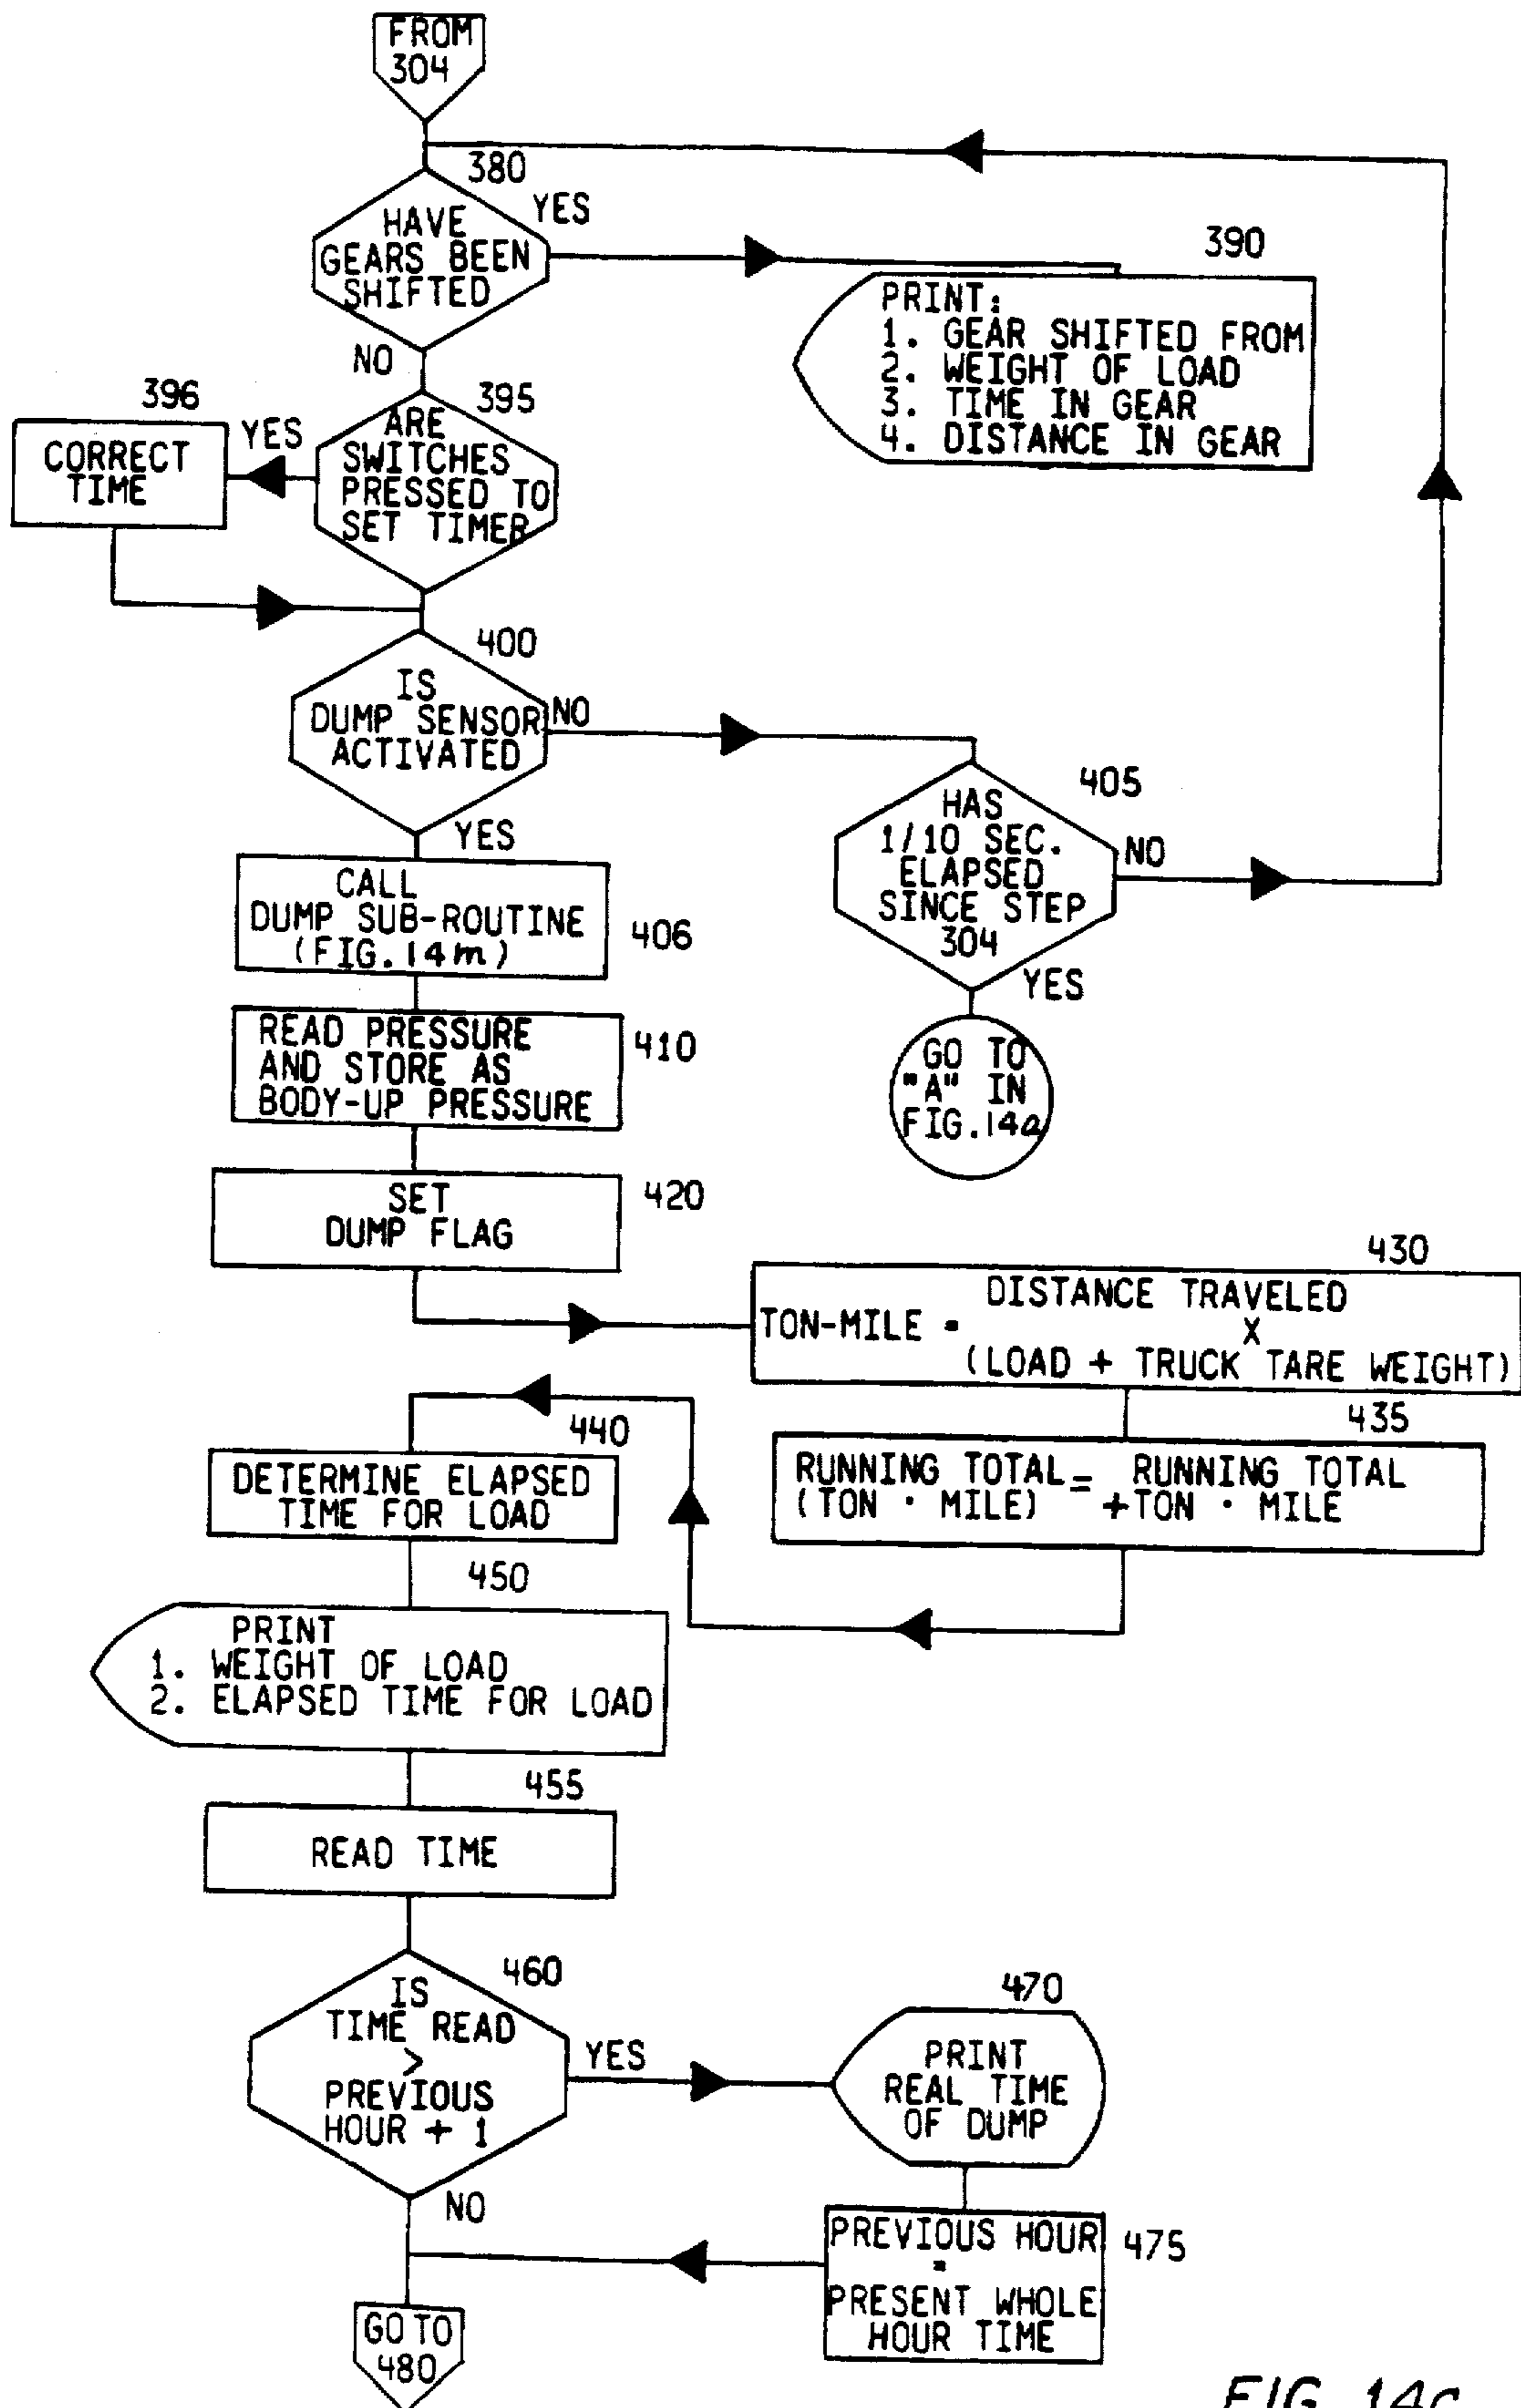 FROM
304
380
HAVE
GEARS BEEN
SHIFTED
YES
NO
390
PRINT:
1. GEAR SHIFTED FROM
2. WEIGHT OF LOAD
3. TIME IN GEAR
4. DISTANCE IN GEAR
395
ARE
SWITCHES
PRESSED TO
SET TIMER
YES
396
CORRECT
TIME
400
IS
DUMP SENSOR
ACTIVATED
NO
YES
405
HAS
1/10 SEC.
ELAPSED
SINCE STEP
304
NO
YES
GO TO
"A" IN
FIG.14a
CALL
DUMP SUB-ROUTINE
(FIG.14m)
406
READ PRESSURE
AND STORE AS
BODY-UP PRESSURE
410
SET
DUMP FLAG
420
430
DISTANCE TRAVELED
TON-MILE = X
(LOAD + TRUCK TARE WEIGHT)
435
RUNNING TOTAL = RUNNING TOTAL
(TON · MILE) +TON · MILE
440
DETERMINE ELAPSED
TIME FOR LOAD
450
PRINT
1. WEIGHT OF LOAD
2. ELAPSED TIME FOR LOAD
455
READ TIME
460
IS
TIME READ
>
PREVIOUS
HOUR + 1
YES
NO
470
PRINT
REAL TIME
OF DUMP
PREVIOUS HOUR
=
PRESENT WHOLE
HOUR TIME
475
GO TO
480
FIG. 14c